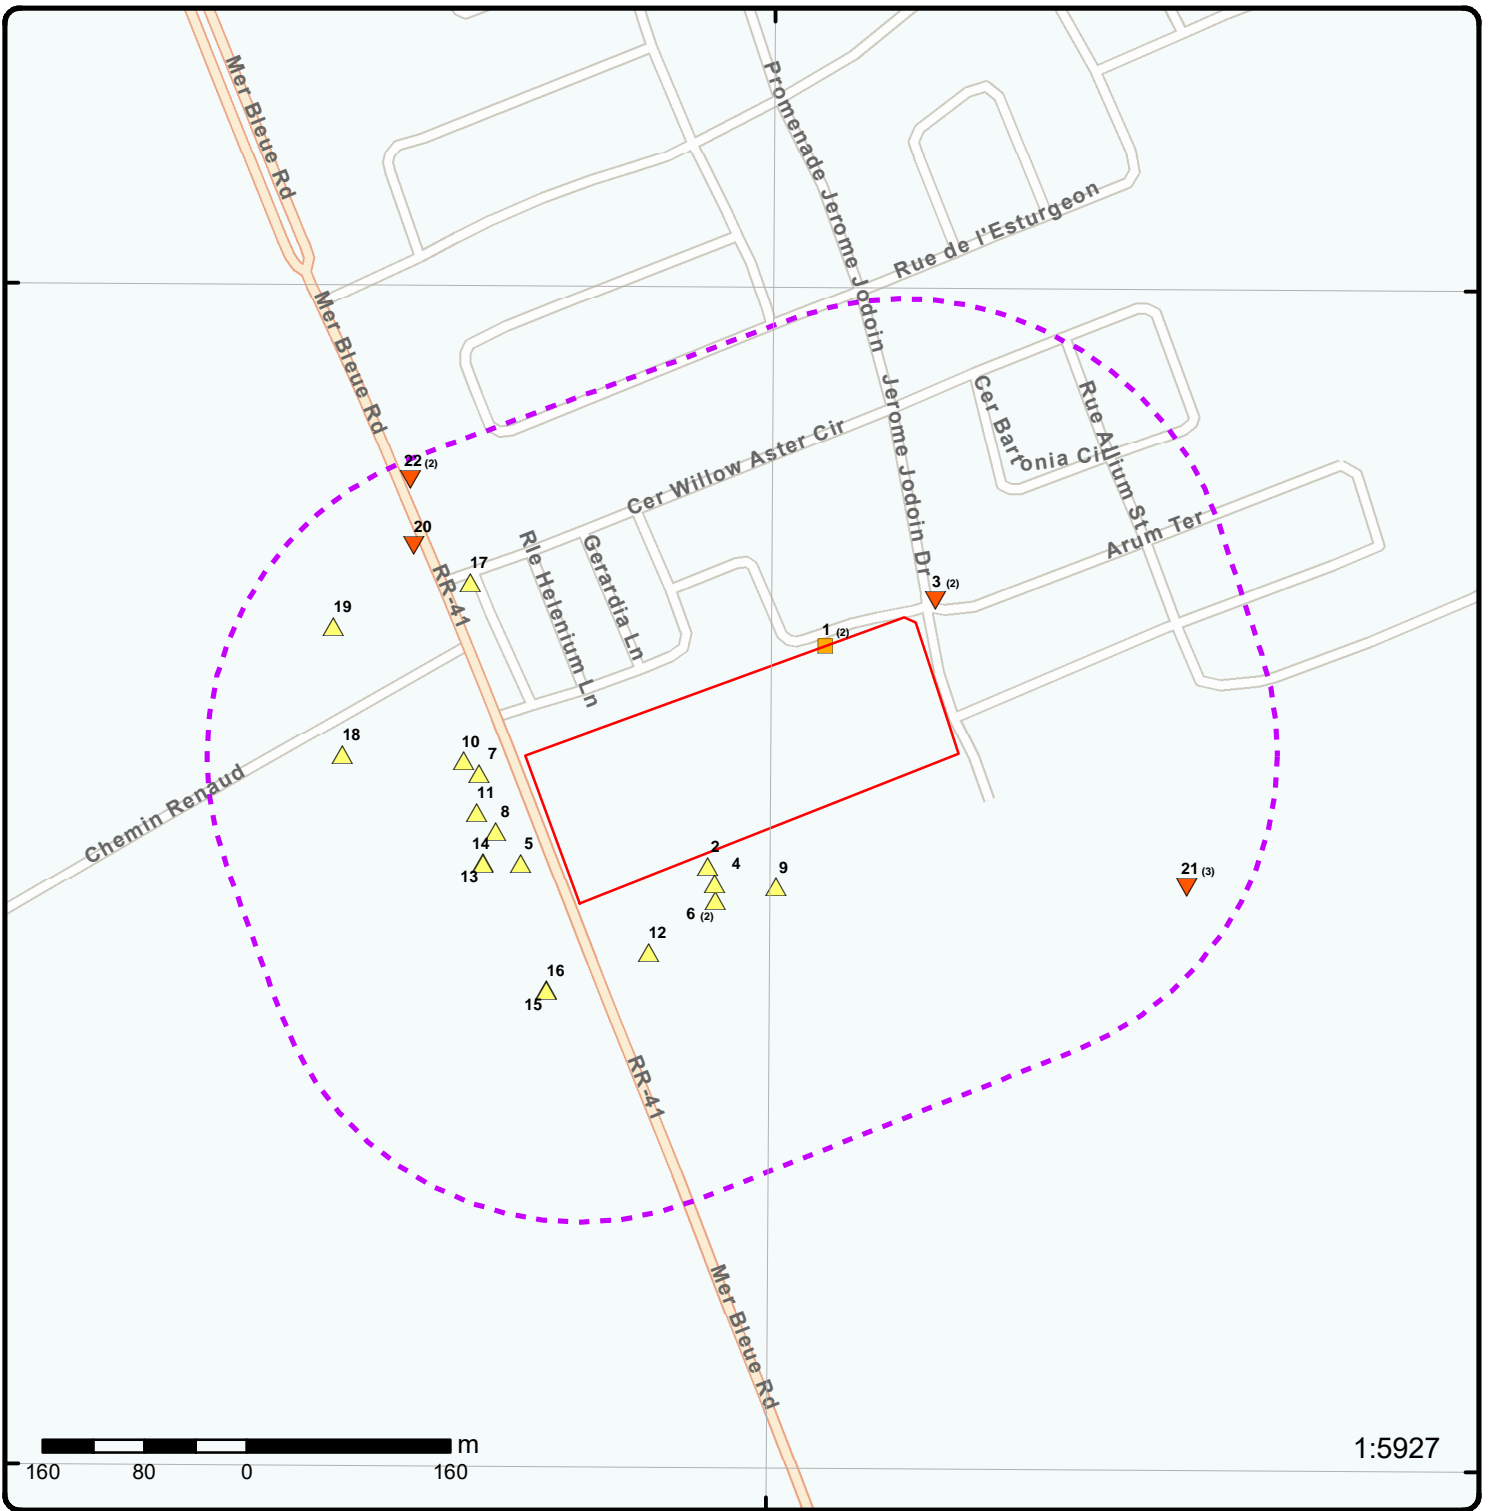 Mer Bleue Rd
Promenade Jerome Jodoin
Rue de l'Esturgeon
Mer Bleue Rd
Jerome Jodoin Dr
Cer Bartonia Cir
Rue Allium St
Cer Willow Aster Cir
22 (2)
20
Arum Ter
17
RR-41
Rle Helenium Ln
Gerardia Ln
3 (2)
19
1 (2)
18
10
7
Chemin Renaud
11
8
14
5
13
2
4
9
21 (3)
6 (2)
12
16
15
RR-41
Mer Bleue Rd
m
160 80 0 160
1:5927